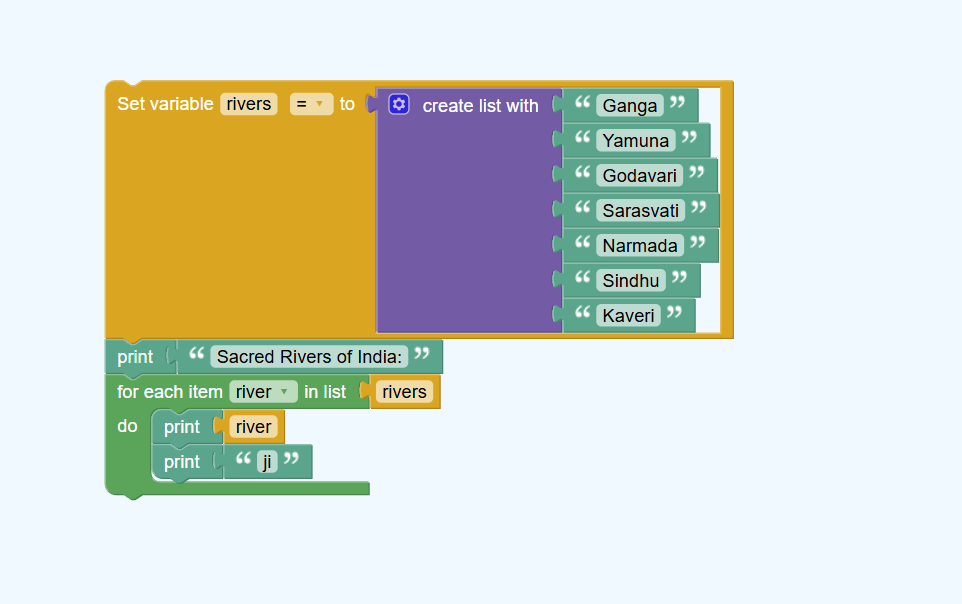 Set variable rivers = to create list with “ Ganga ”
“ Yamuna ”
“ Godavari ”
“ Sarasvati ”
“ Narmada ”
“ Sindhu ”
“ Kaveri ”
print “ Sacred Rivers of India: ”
for each item river in list rivers
do print river
print “ ji ”